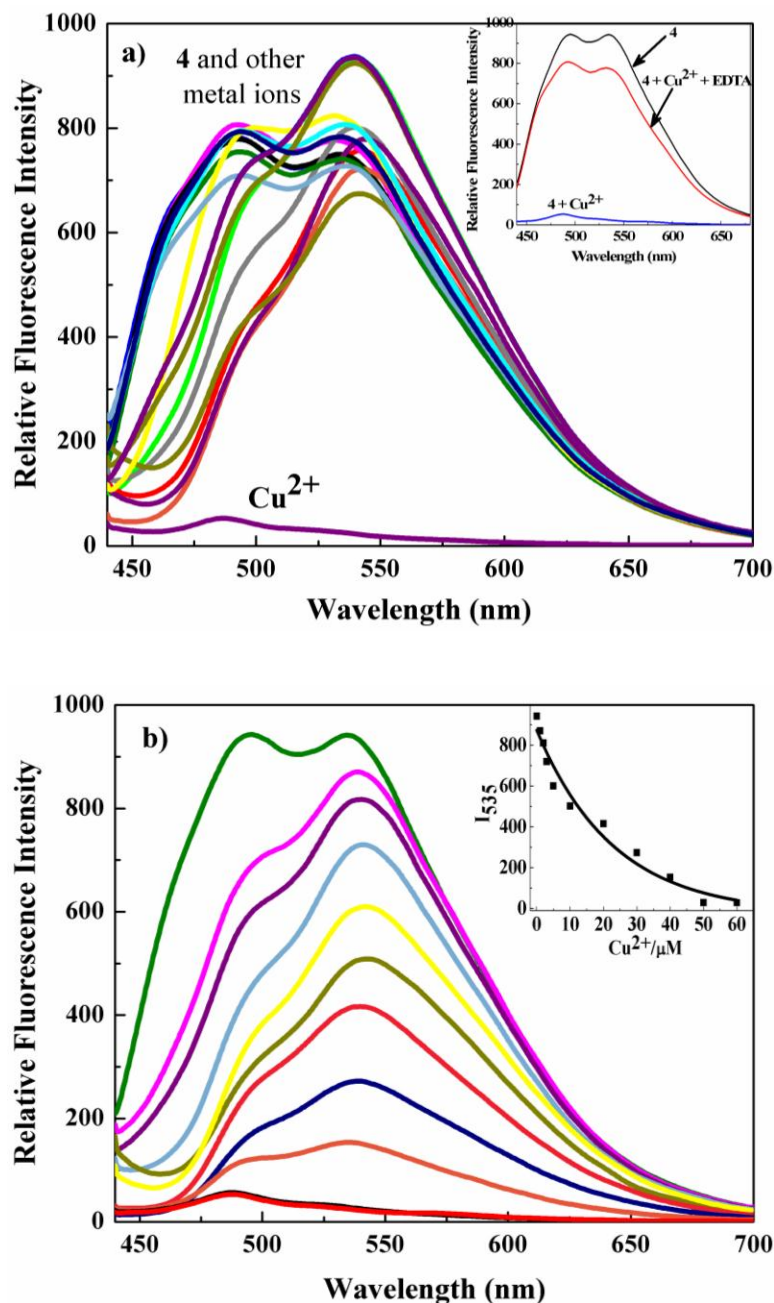 a)
4 and other
metal ions
Cu²⁺
Relative Fluorescence Intensity
1000
800
600
400
200
0
450 500 550 600 650 700
Wavelength (nm)
Relative Fluorescence Intensity
1000
800
600
400
200
0
4
4 + Cu²⁺ + EDTA
4 + Cu²⁺
450 500 550 600 650
Wavelength (nm)
b)
Relative Fluorescence Intensity
1000
800
600
400
200
0
450 500 550 600 650 700
Wavelength (nm)
I₅₃₅
800
600
400
200
0
0 10 20 30 40 50 60
Cu²⁺/μM